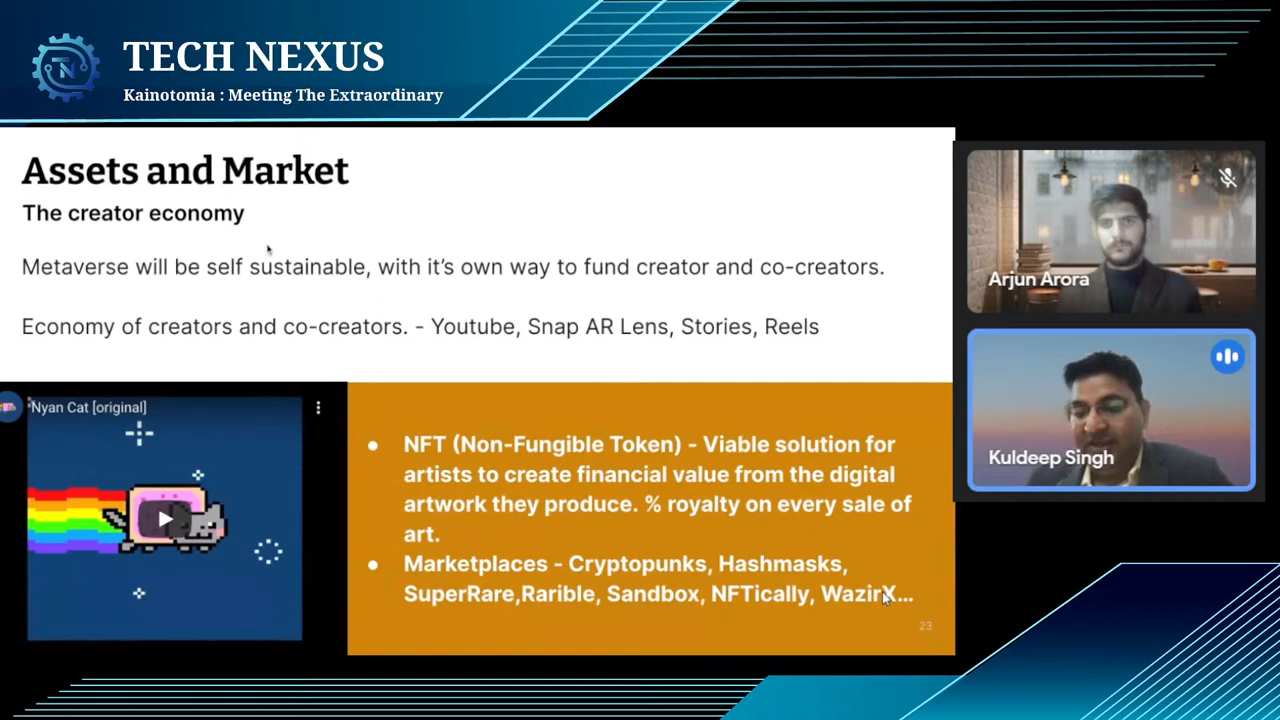 TECH NEXUS
Kainotomia : Meeting The Extraordinary
Assets and Market
The creator economy
Metaverse will be self sustainable, with it's own way to fund creator and co-creators.
Economy of creators and co-creators. - Youtube, Snap AR Lens, Stories, Reels
Nyan Cat [original]
● NFT (Non-Fungible Token) - Viable solution for
artists to create financial value from the digital
artwork they produce. % royalty on every sale of
art.
● Marketplaces - Cryptopunks, Hashmasks,
SuperRare,Rarible, Sandbox, NFTically, WazirX...
23
Arjun Arora
Kuldeep Singh